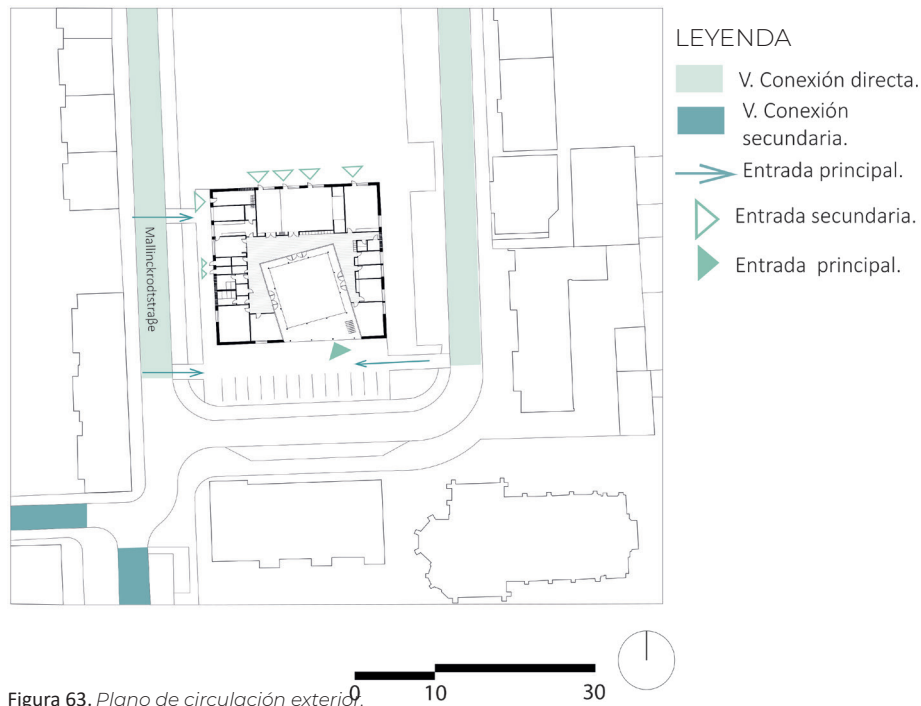 LEYENDA
V. Conexión directa.
V. Conexión
secundaria.
Entrada principal.
Entrada secundaria.
Entrada principal.
Mallinckrodtstraße
0 10 30
Figura 63. Plano de circulación exterior.